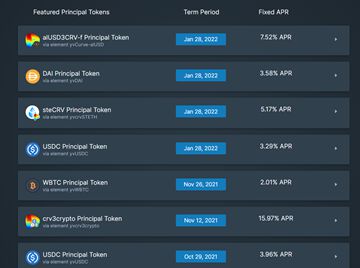 Featured Principal Tokens Term Period Fixed APR
alUSD3CRV-f Principal Token Jan 28, 2022 7.52% APR
via element yvCurve-alUSD
DAI Principal Token Jan 28, 2022 3.58% APR
via element yvDAI
steCRV Principal Token Jan 28, 2022 5.17% APR
via element yvcrvSTETH
USDC Principal Token Jan 28, 2022 3.29% APR
via element yvUSDC
WBTC Principal Token Nov 26, 2021 2.01% APR
via element yvWBTC
crv3crypto Principal Token Nov 12, 2021 15.97% APR
via element yvcrv3crypto
USDC Principal Token Oct 29, 2021 3.96% APR
via element yvUSDC